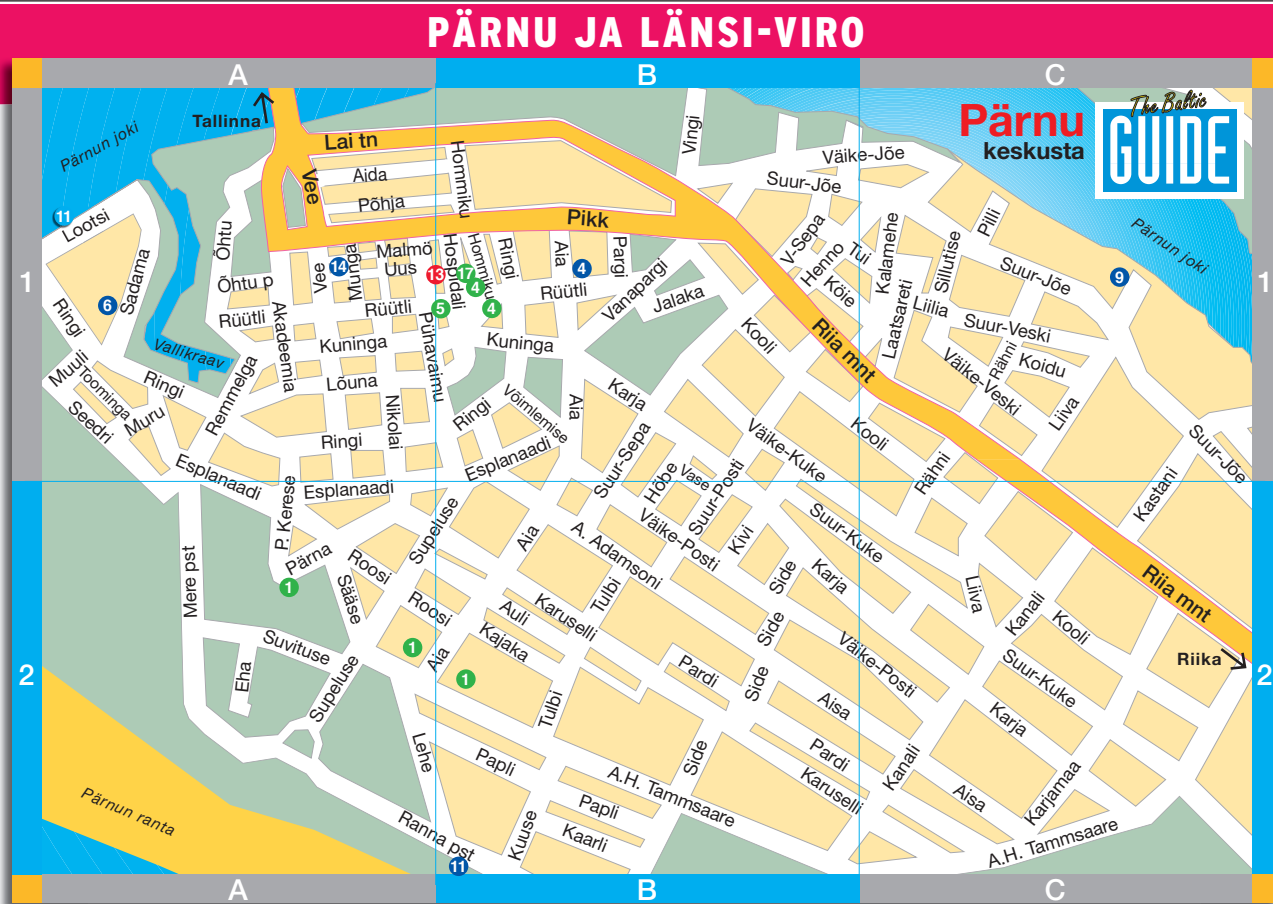 PÄRNU JA LÄNSI-VIRO
A
B
C
1
1
2
2
A
B
C
Pärnu
keskusta
The Baltic
GUIDE
Tallinna
Pärnun joki
Lai tn
Vee
Aida
Põhja
Hommiku
Pikk
Vingi
Väike-Jõe
Suur-Jõe
Pärnun joki
11
Lootsi
Sadama
6
Ringi
Õhtu
Õhtu p
Vee
14
Munga
Malmö
Uus
13
Hospidali
17
Hommiku
4
4
5
Ringi
Aia
4
Pargi
Rüütli
Vanapargi
Jalaka
V-Sepa
Henno
Tui
Köie
Kalamehe
Laatsareti
Sillutise
Pilli
Suur-Jõe
9
Lillia
Suur-Veski
Rähni
Koidu
Väike-Veski
Liiva
Suur-Jõe
Rüütli
Rüütli
Akadeemia
Kuninga
Pühavaimu
Kuninga
Kooli
Riia mnt
Vallikraav
Muuli
Toominga
Seedri
Muru
Ringi
Remmelga
Lõuna
Nikolai
Ringi
Ringi
Võimlemise
Aia
Karja
Esplanaadi
Esplanaadi
Esplanaadi
Suur-Sepa
Höbe
Vase
Suur-Posti
Väike-Kuke
Kooli
Rähni
Kastani
P. Kerese
Pärna
1
Mere pst
Sääse
Roosi
Supeluse
Roosi
1
Aia
Aia
A. Adamsoni
Väike-Posti
Kivi
Side
Suur-Kuke
Karja
Liiva
Kanali
Kooli
Riia mnt
Riika
Suvituse
Eha
Supeluse
Auli
Kajaka
Karuselli
Tulbi
1
Tulbi
Side
Side
Side
Pardi
Väike-Posti
Aisa
Pardi
Karuselli
Kanali
Suur-Kuke
Karja
Aisa
Karjamaa
Lehe
Papli
Papli
Kaarli
Kuuse
A.H. Tammsaare
A.H. Tammsaare
Ranna pst
11
Pärnun ranta